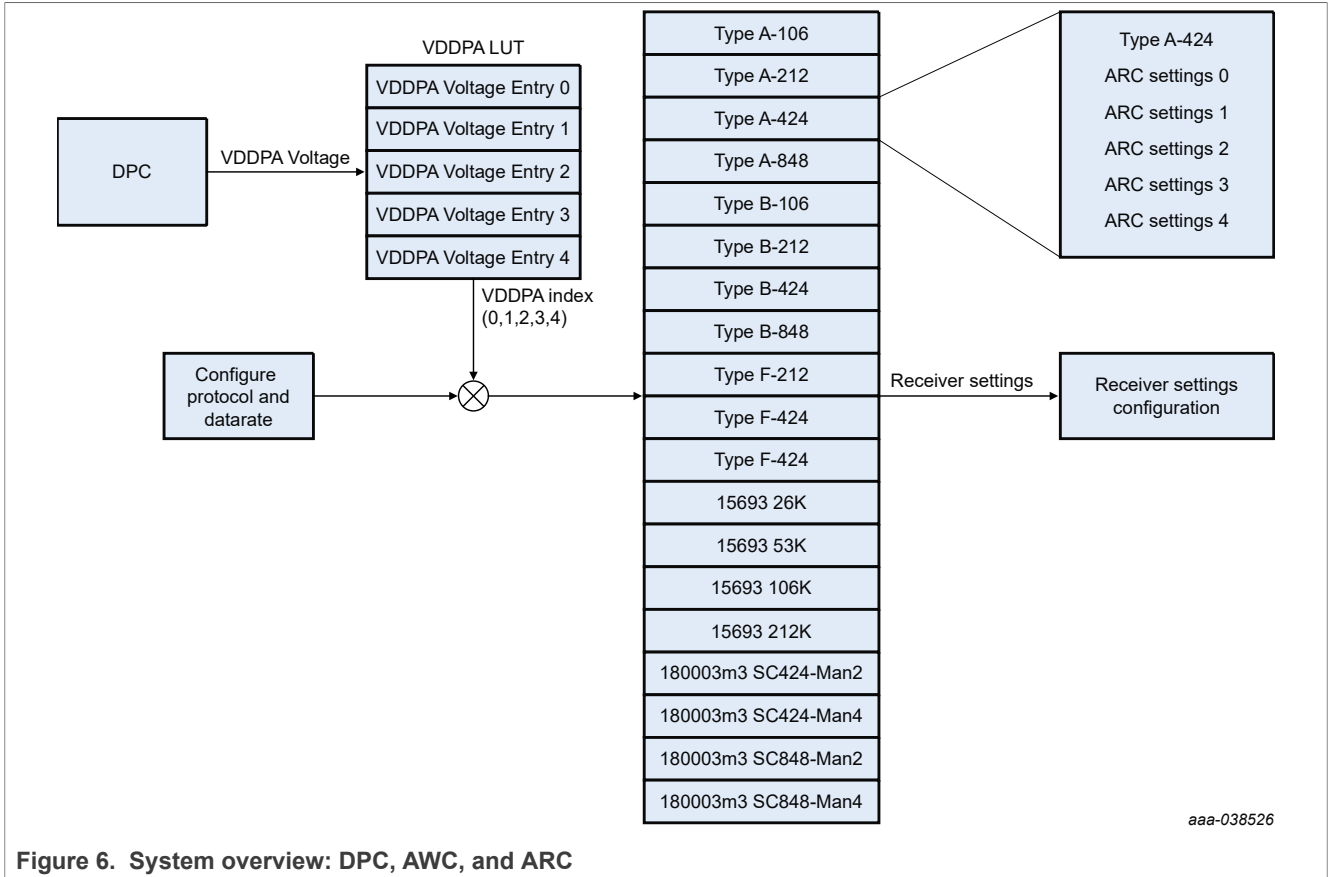 VDDPA LUT
VDDPA Voltage Entry 0
VDDPA Voltage Entry 1
VDDPA Voltage Entry 2
VDDPA Voltage Entry 3
VDDPA Voltage Entry 4
DPC
VDDPA Voltage
VDDPA index
(0,1,2,3,4)
Configure
protocol and
datarate
Type A-106
Type A-212
Type A-424
Type A-848
Type B-106
Type B-212
Type B-424
Type B-848
Type F-212
Type F-424
Type F-424
15693 26K
15693 53K
15693 106K
15693 212K
180003m3 SC424-Man2
180003m3 SC424-Man4
180003m3 SC848-Man2
180003m3 SC848-Man4
Type A-424
ARC settings 0
ARC settings 1
ARC settings 2
ARC settings 3
ARC settings 4
Receiver settings
Receiver settings
configuration
aaa-038526
Figure 6. System overview: DPC, AWC, and ARC